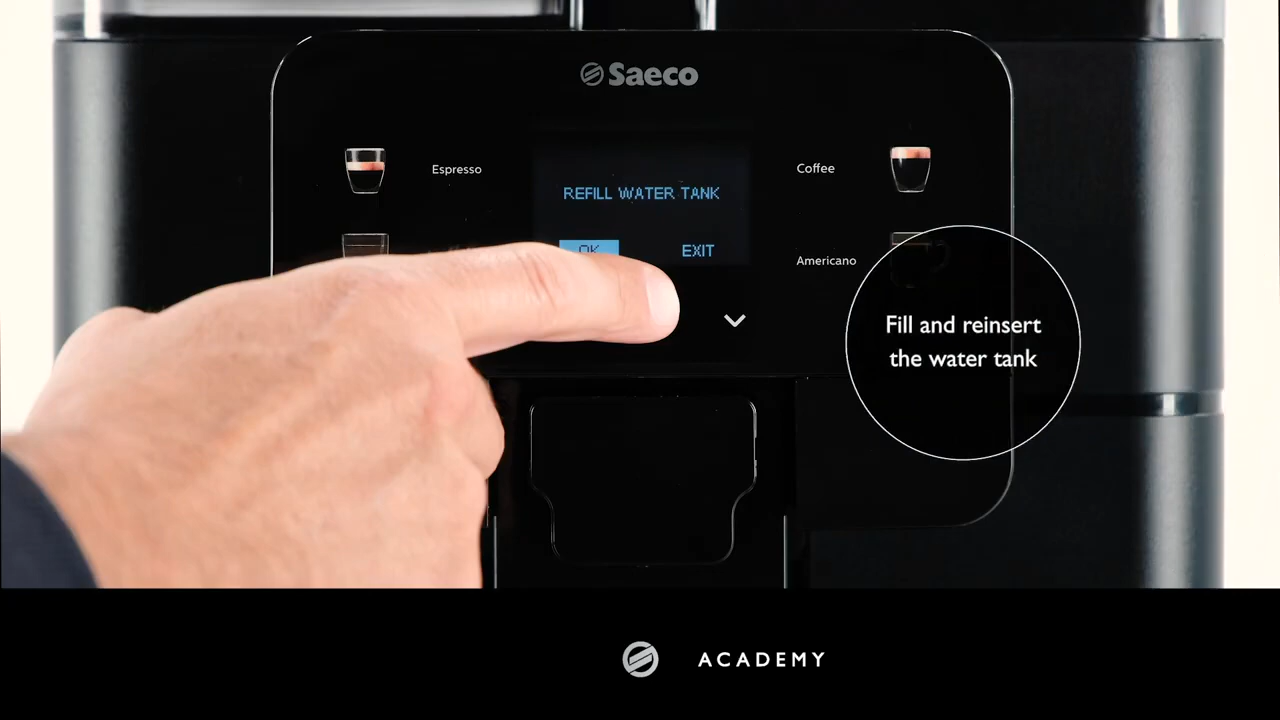 Saeco
Espresso
Coffee
REFILL WATER TANK
OK
EXIT
Americano
Fill and reinsert
the water tank
ACADEMY